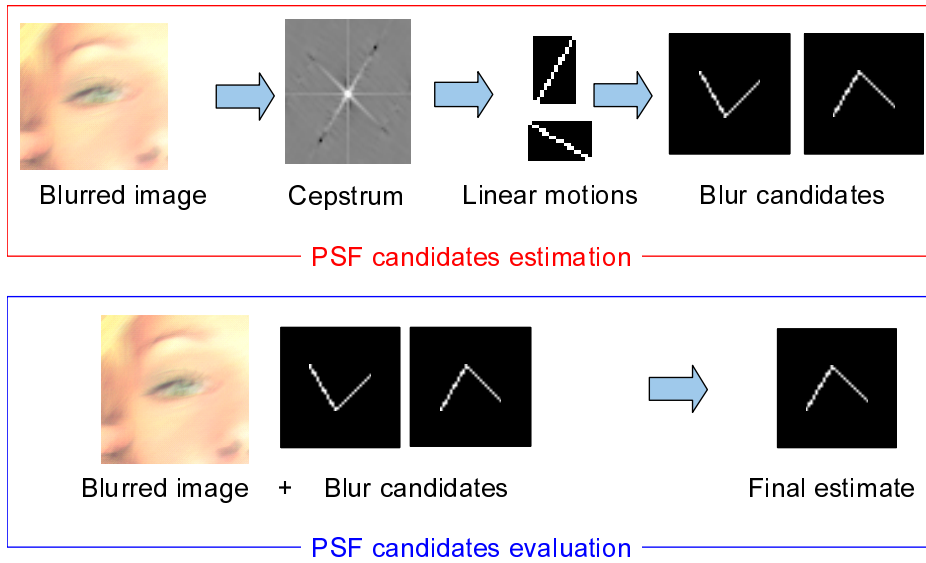 Blurred image
Cepstrum
Linear motions
Blur candidates
PSF candidates estimation
Blurred image + Blur candidates
Final estimate
PSF candidates evaluation